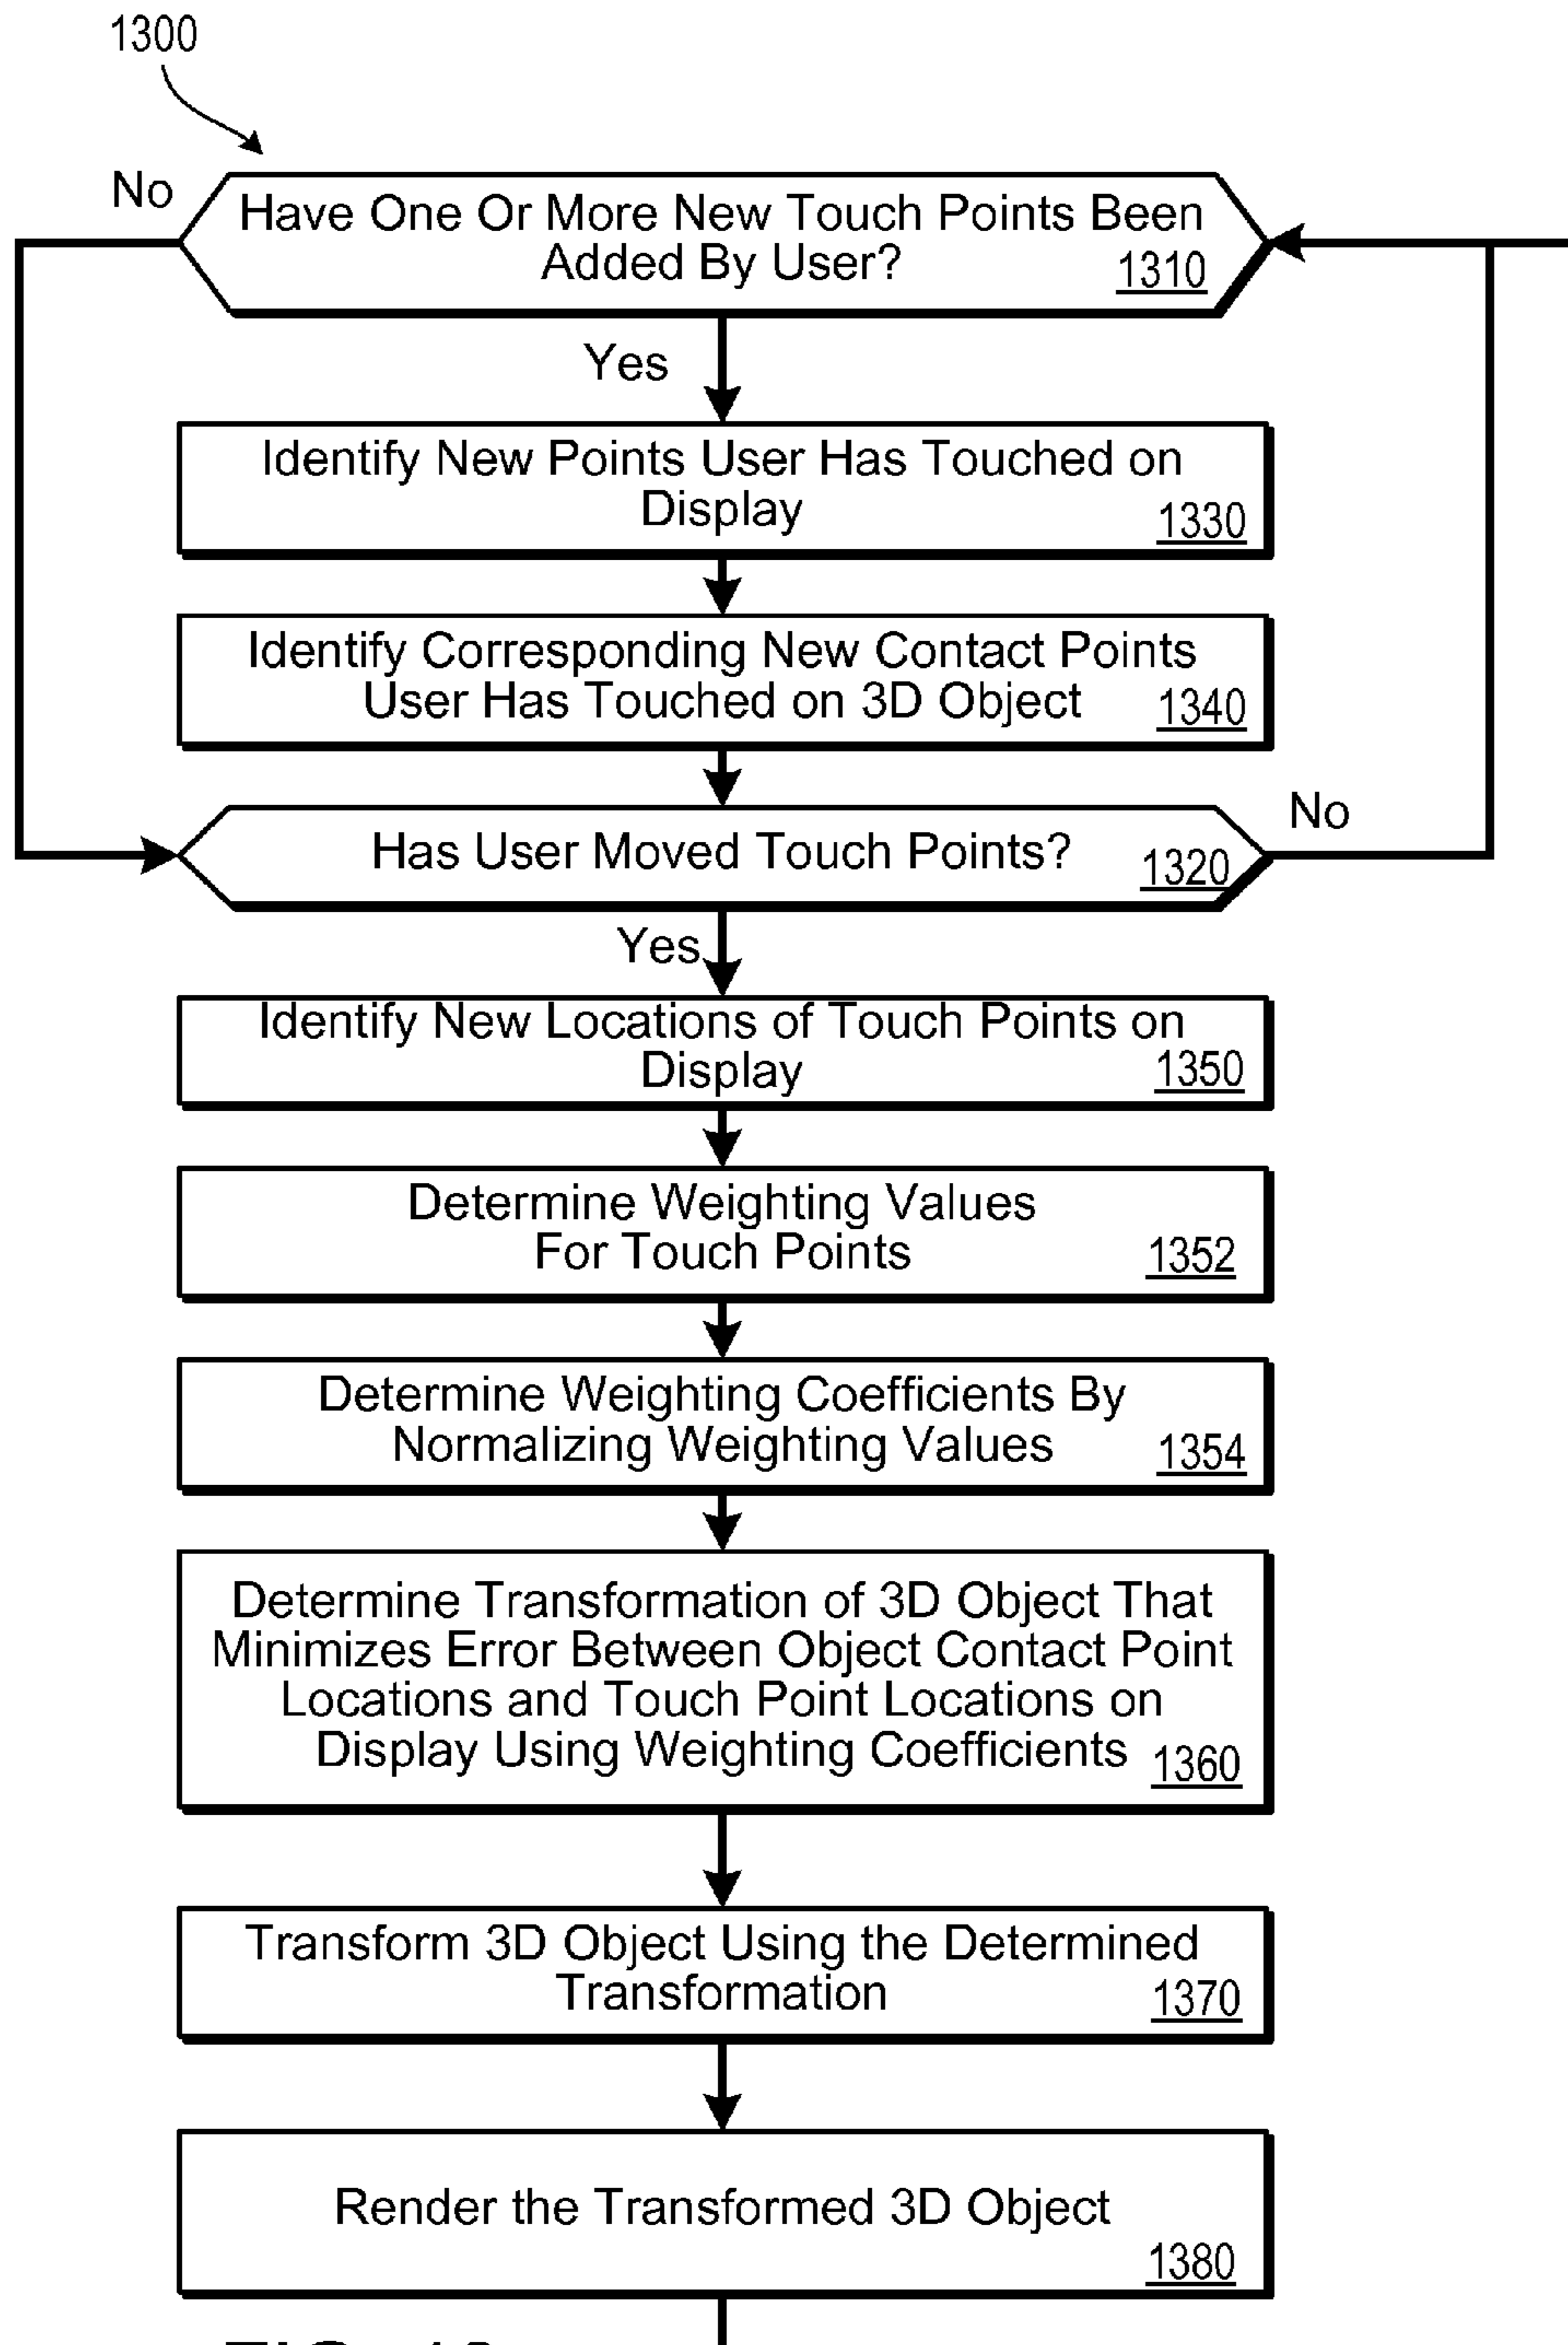 1300
No
Have One Or More New Touch Points Been
Added By User?
1310
Yes
Identify New Points User Has Touched on
Display
1330
Identify Corresponding New Contact Points
User Has Touched on 3D Object
1340
Has User Moved Touch Points?
1320
No
Yes
Identify New Locations of Touch Points on
Display
1350
Determine Weighting Values
For Touch Points
1352
Determine Weighting Coefficients By
Normalizing Weighting Values
1354
Determine Transformation of 3D Object That
Minimizes Error Between Object Contact Point
Locations and Touch Point Locations on
Display Using Weighting Coefficients
1360
Transform 3D Object Using the Determined
Transformation
1370
Render the Transformed 3D Object
1380